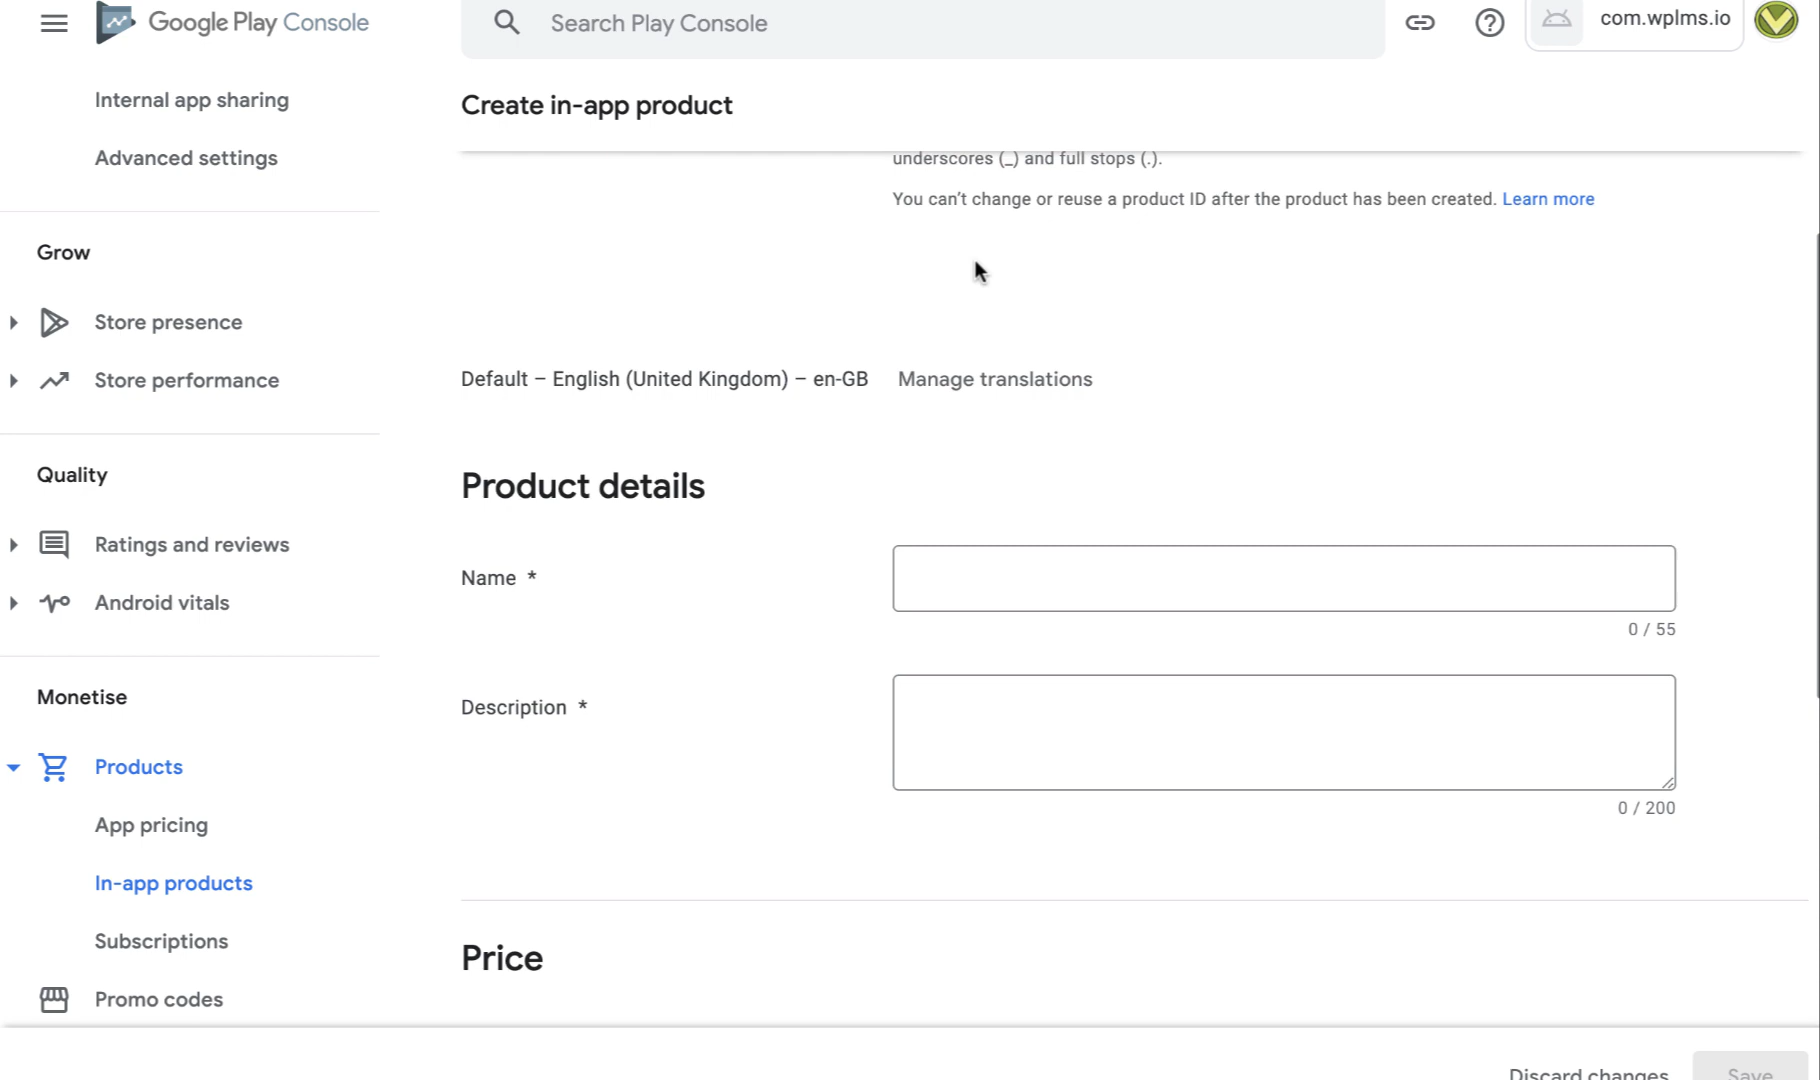 Google Play Console
Search Play Console
com.wplms.io
Internal app sharing
Advanced settings
Grow
Store presence
Store performance
Quality
Ratings and reviews
Android vitals
Monetise
Products
App pricing
In-app products
Subscriptions
Promo codes
Create in-app product
underscores (_) and full stops (.).
You can't change or reuse a product ID after the product has been created. Learn more
Default – English (United Kingdom) – en-GB Manage translations
Product details
Name *
0 / 55
Description *
0 / 200
Price
Discard changes Save